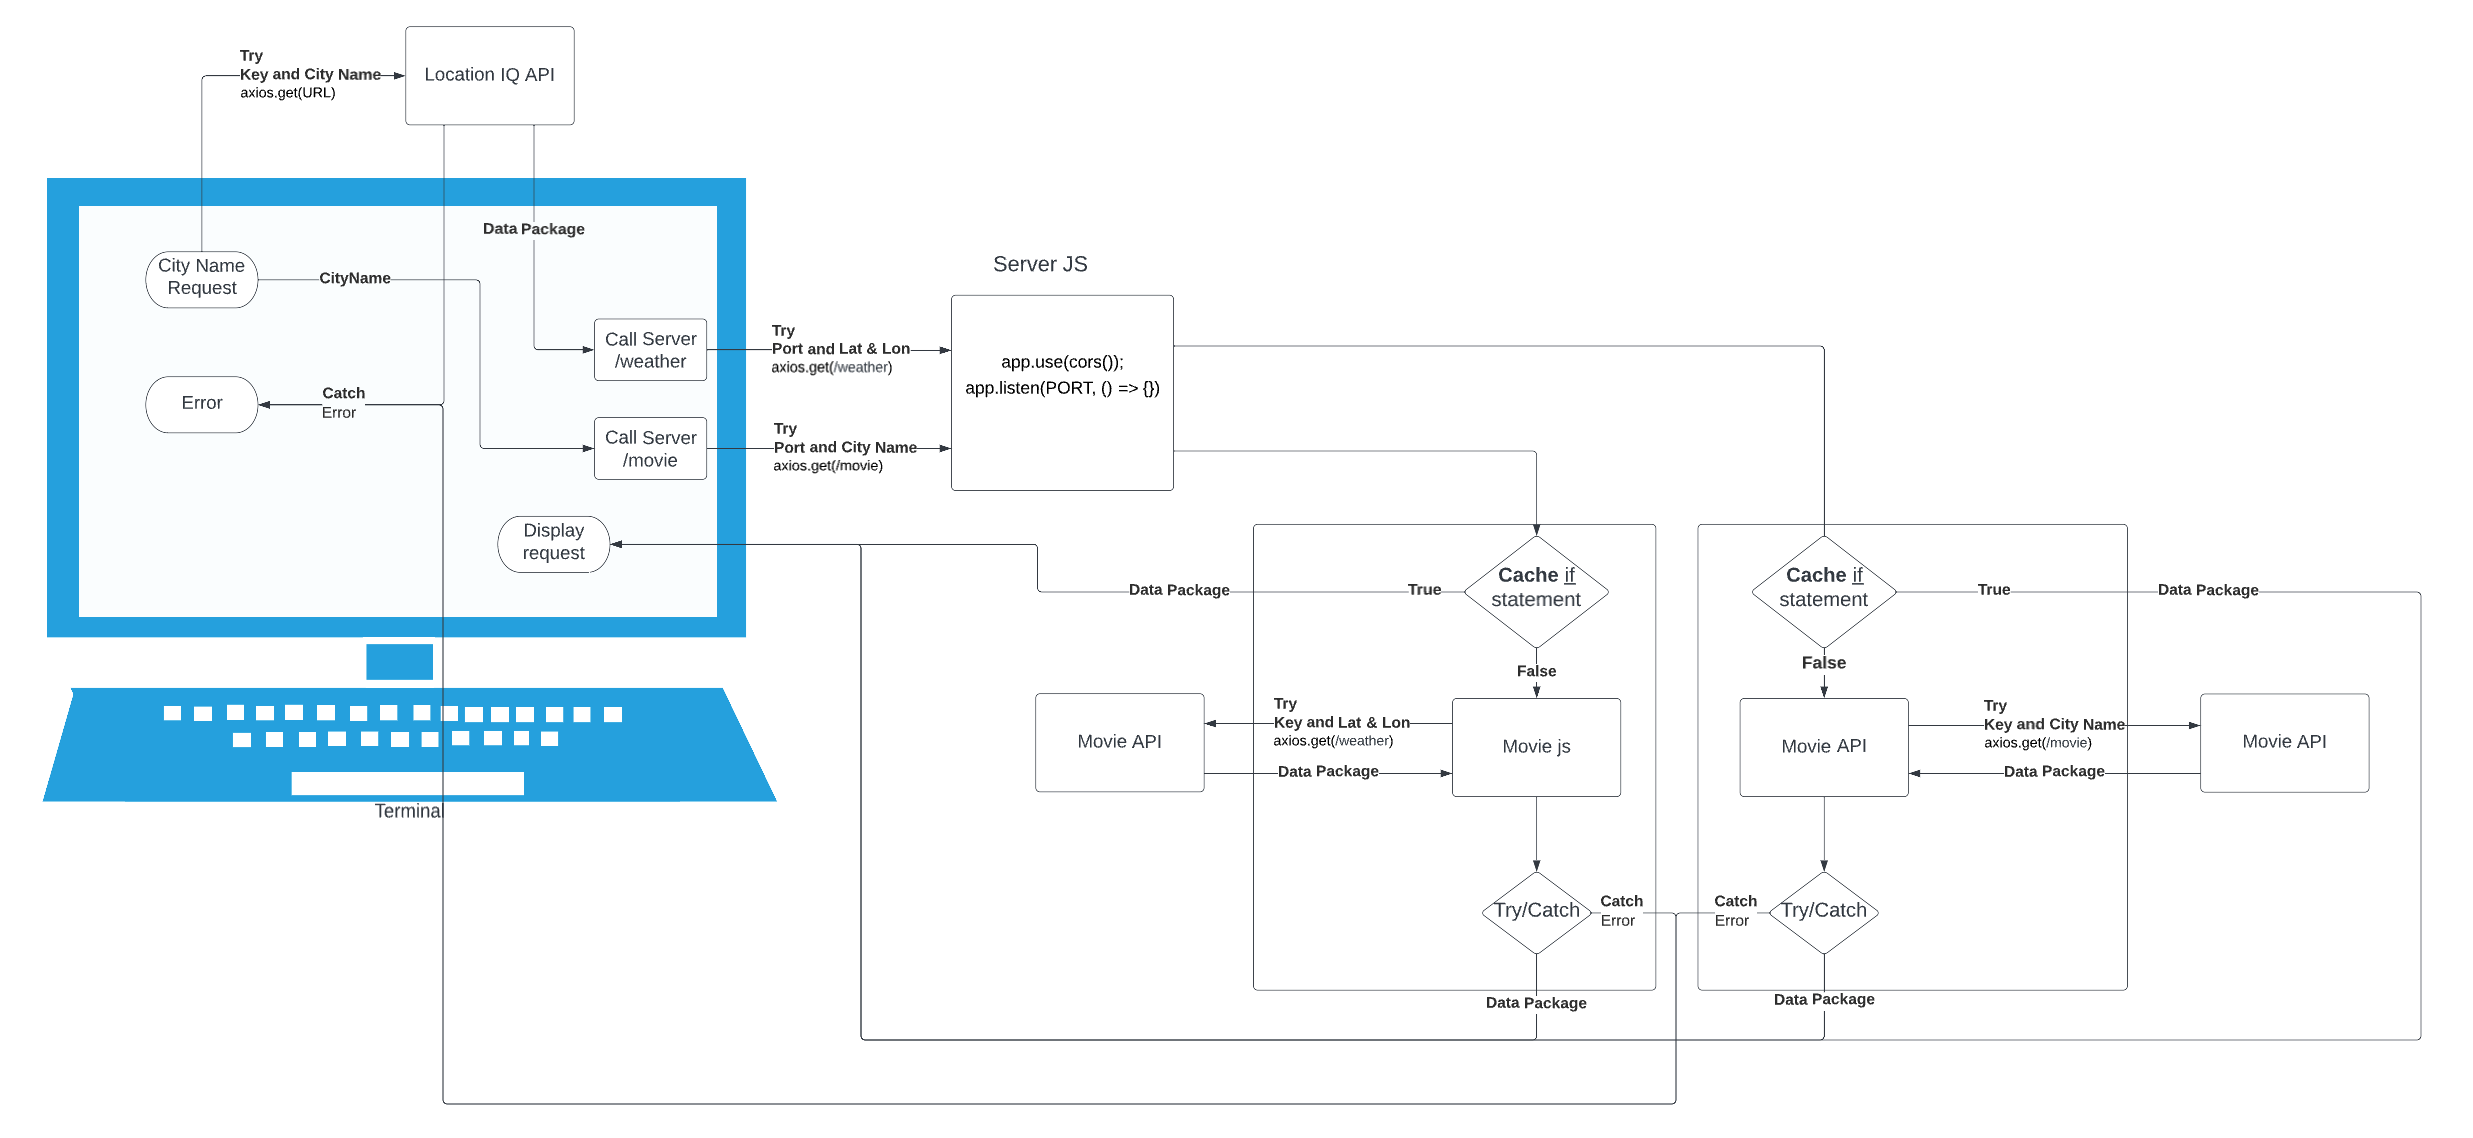 Try
Key and City Name
axios.get(URL)
Location IQ API
Data Package
City Name
Request
CityName
Call Server
/weather
Try
Port and Lat & Lon
axios.get(/weather)
Error
Catch
Error
Call Server
/movie
Try
Port and City Name
axios.get(/movie)
Display
request
Terminal
Server JS
app.use(cors());
app.listen(PORT, () => {})
Data Package
True
Cache if
statement
False
Movie API
Try
Key and Lat & Lon
axios.get(/weather)
Data Package
Movie js
Try/Catch
Catch
Error
Data Package
Cache if
statement
True
Data Package
False
Movie API
Try
Key and City Name
axios.get(/movie)
Data Package
Movie API
Catch
Error
Try/Catch
Data Package